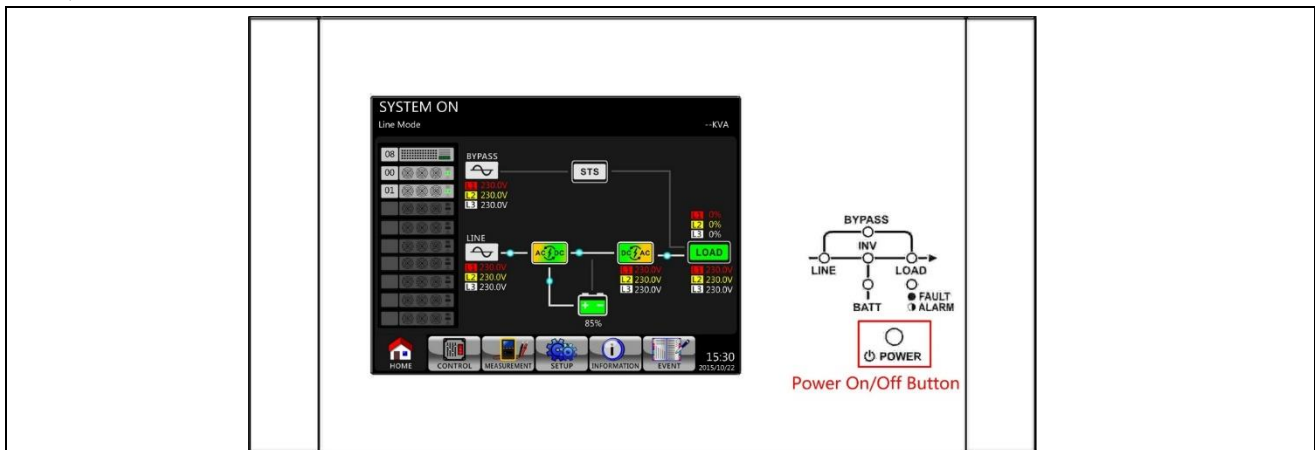 SYSTEM ON
Line Mode
--KVA
08
00
01
BYPASS
STS
L1 230.0V
L2 230.0V
L3 230.0V
L1 0%
L2 0%
L3 0%
LINE
AC DC
DC AC
LOAD
L1 230.0V
L2 230.0V
L3 230.0V
L1 230.0V
L2 230.0V
L3 230.0V
L1 230.0V
L2 230.0V
L3 230.0V
+ -
85%
HOME
CONTROL
MEASUREMENT
SETUP
INFORMATION
EVENT
15:30
2015/10/22
BYPASS
INV
LINE
LOAD
BATT
FAULT
ALARM
POWER
Power On/Off Button